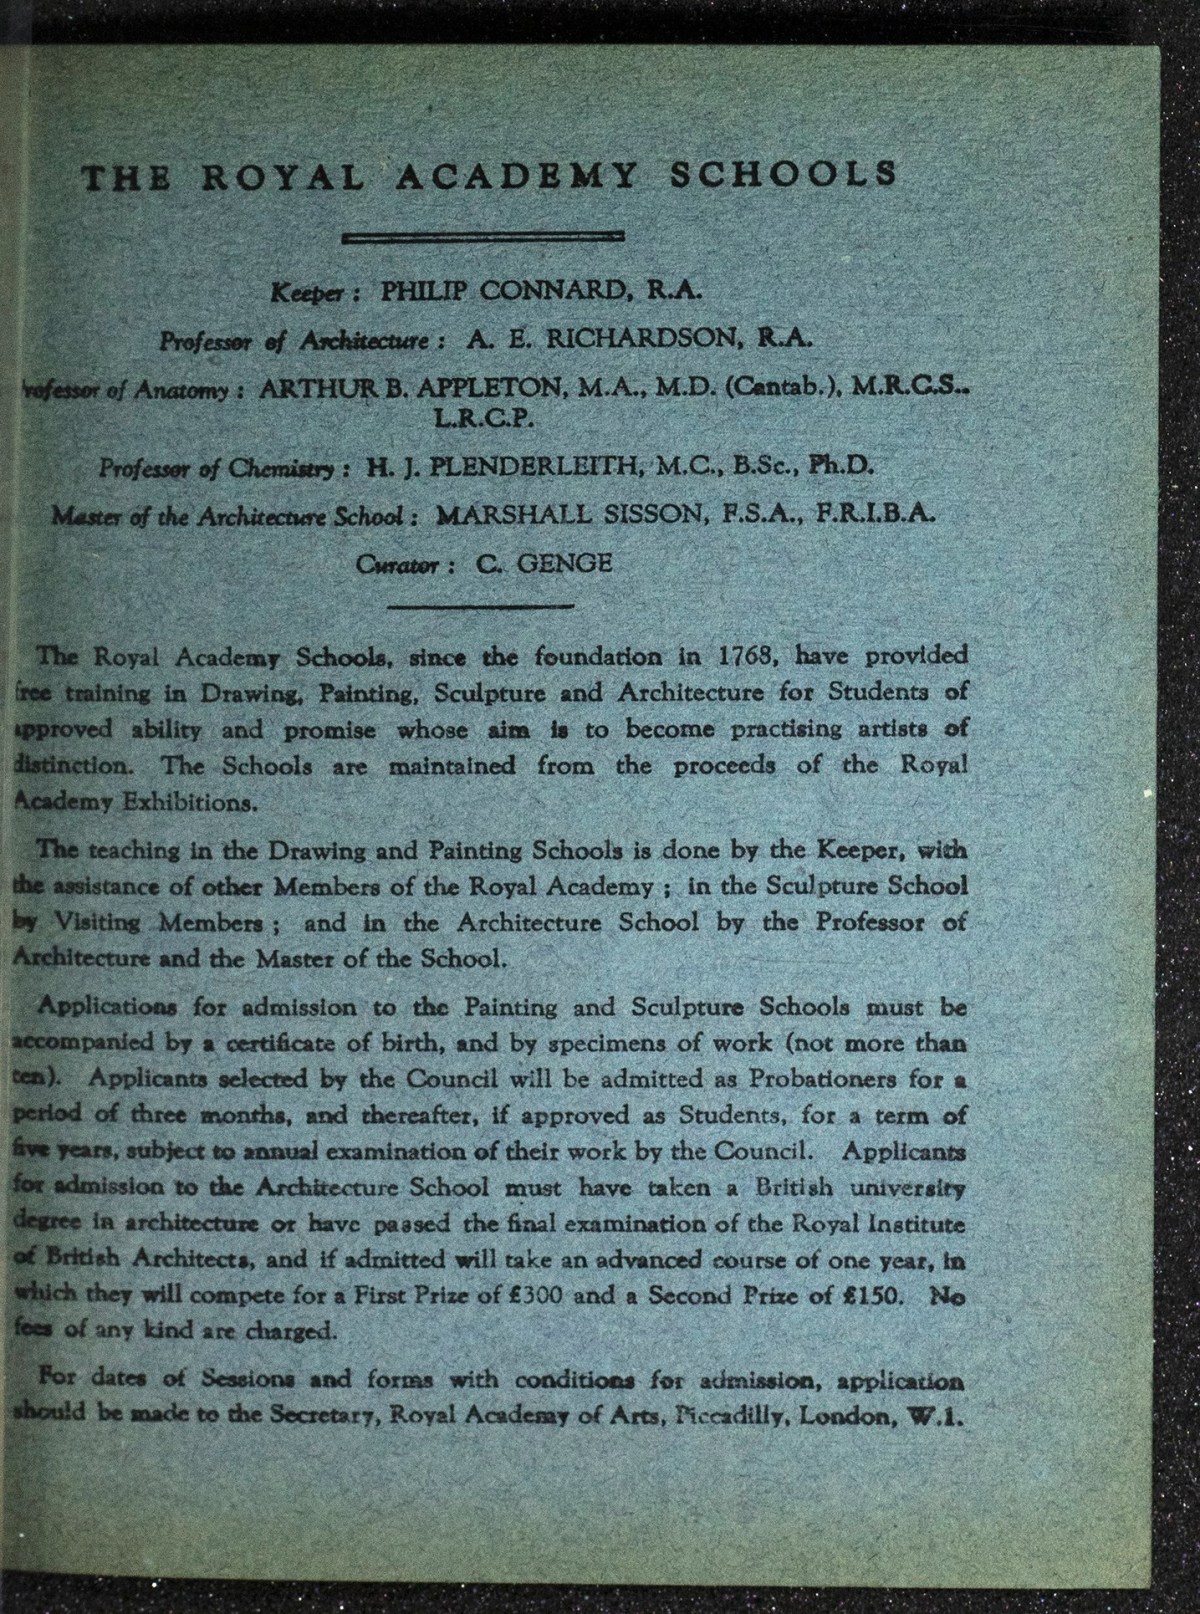 THE ROYAL ACADEMY SCHOOLS
Keeper : PHILIP CONNARD, R.A.
Professor of Architecture : A. E. RICHARDSON, R.A.
Professor of Anatomy : ARTHUR B. APPLETON, M.A., M.D. (Cantab.), M.R.C.S.,
L.R.C.P.
Professor of Chemistry : H. J. PLENDERLEITH, M.C., B.Sc., Ph.D.
Master of the Architecture School : MARSHALL SISSON, F.S.A., F.R.I.B.A.
Curator : C. GENGE
The Royal Academy Schools, since the foundation in 1768, have provided
free training in Drawing, Painting, Sculpture and Architecture for Students of
approved ability and promise whose aim is to become practising artists of
distinction. The Schools are maintained from the proceeds of the Royal
Academy Exhibitions.
The teaching in the Drawing and Painting Schools is done by the Keeper, with
the assistance of other Members of the Royal Academy ; in the Sculpture School
by Visiting Members ; and in the Architecture School by the Professor of
Architecture and the Master of the School.
Applications for admission to the Painting and Sculpture Schools must be
accompanied by a certificate of birth, and by specimens of work (not more than
ten). Applicants selected by the Council will be admitted as Probationers for a
period of three months, and thereafter, if approved as Students, for a term of
five years, subject to annual examination of their work by the Council. Applicants
for admission to the Architecture School must have taken a British university
degree in architecture or have passed the final examination of the Royal Institute
of British Architects, and if admitted will take an advanced course of one year, in
which they will compete for a First Prize of £300 and a Second Prize of £150. No
fees of any kind are charged.
For dates of Sessions and forms with conditions for admission, application
should be made to the Secretary, Royal Academy of Arts, Piccadilly, London, W.1.